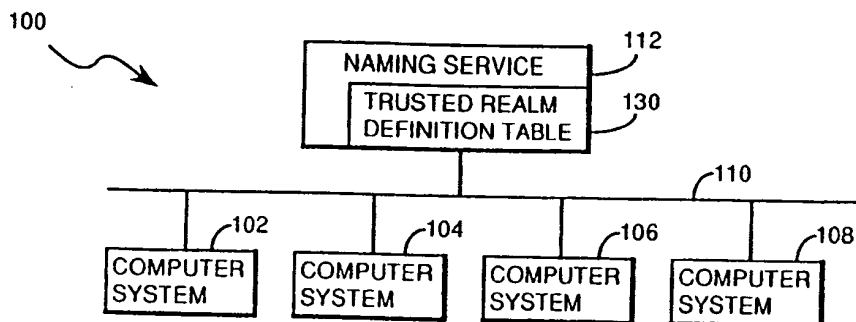 100
112
NAMING SERVICE
TRUSTED REALM
DEFINITION TABLE
130
110
102
104
106
108
COMPUTER
SYSTEM
COMPUTER
SYSTEM
COMPUTER
SYSTEM
COMPUTER
SYSTEM